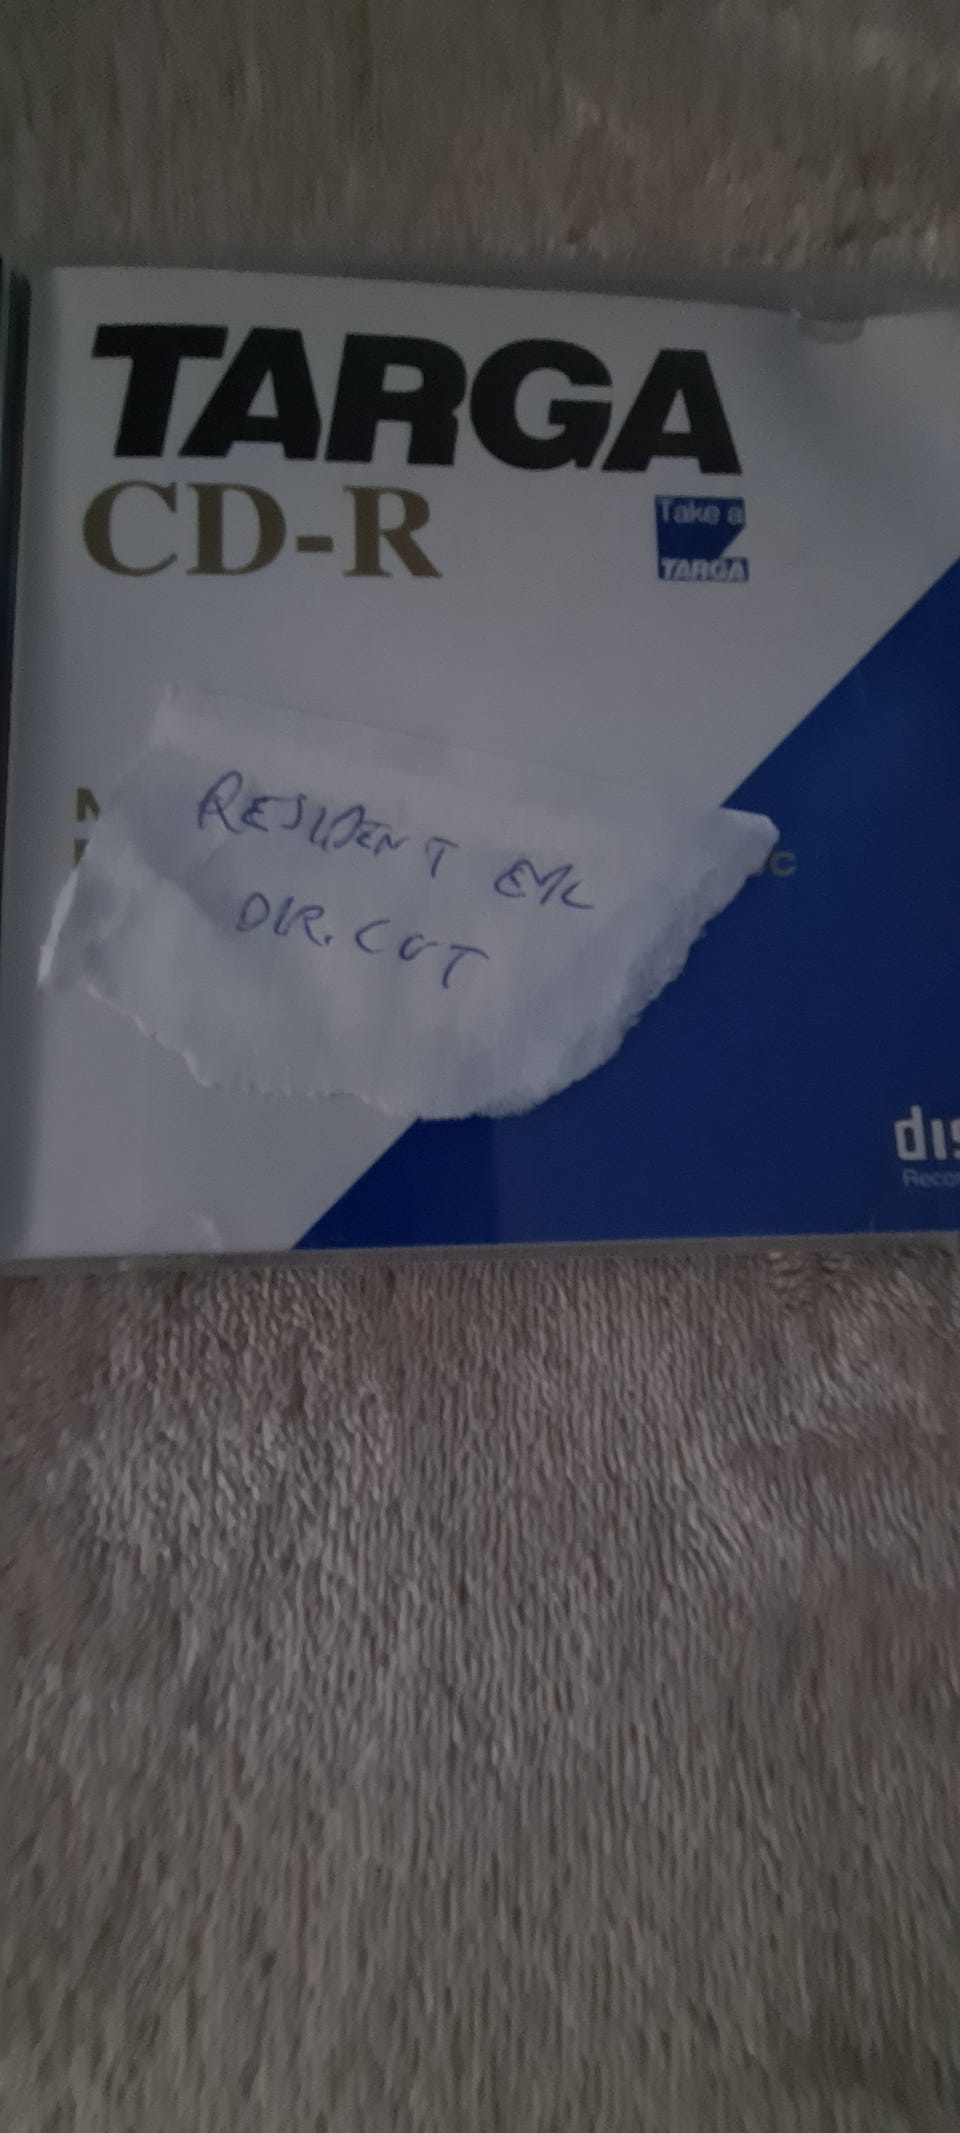 TARGA
CD-R
Take a
TARGA
RESIDENT EVIL
DIR. CUT